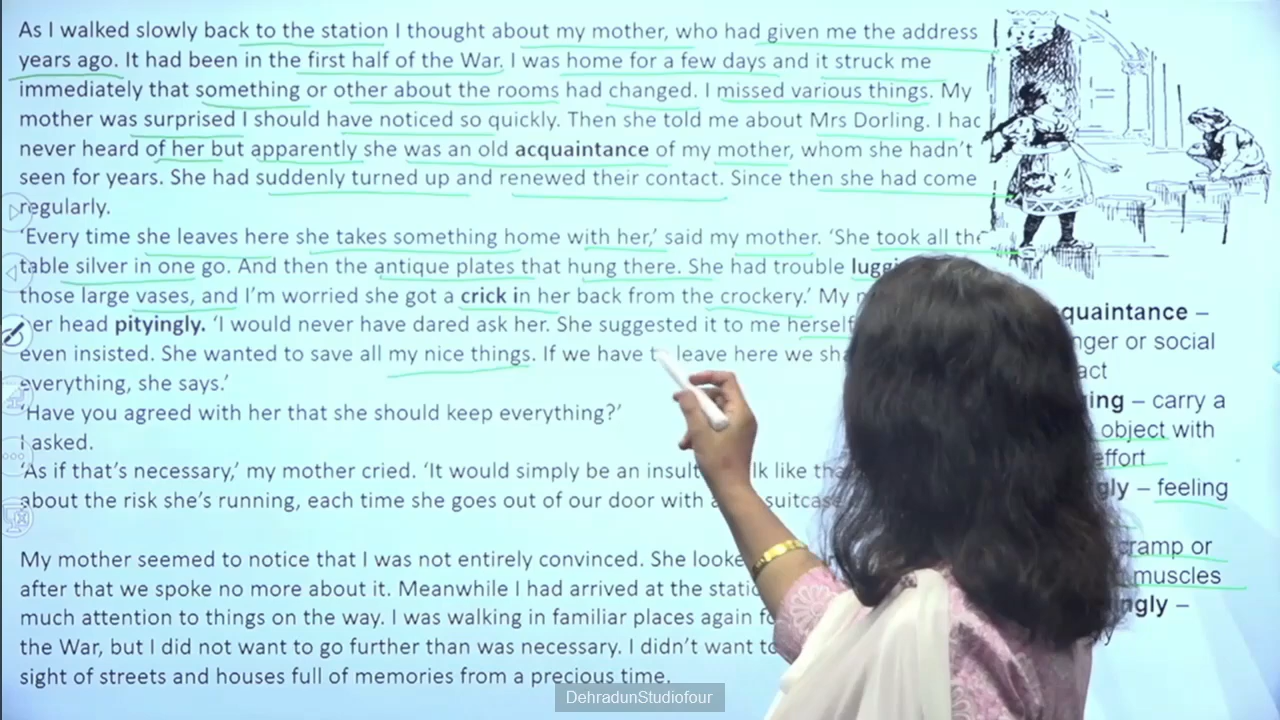 As I walked slowly back to the station I thought about my mother, who had given me the address
years ago. It had been in the first half of the War. I was home for a few days and it struck me
immediately that something or other about the rooms had changed. I missed various things. My
mother was surprised I should have noticed so quickly. Then she told me about Mrs Dorling. I had
never heard of her but apparently she was an old acquaintance of my mother, whom she hadn't
seen for years. She had suddenly turned up and renewed their contact. Since then she had come
regularly.
'Every time she leaves here she takes something home with her,' said my mother. 'She took all the
table silver in one go. And then the antique plates that hung there. She had trouble
those large vases, and I'm worried she got a crick in her back from the crockery.' My
her head pityingly. 'I would never have dared ask her. She suggested it to me herself
even insisted. She wanted to save all my nice things. If we have leave here we
everything, she says.'
'Have you agreed with her that she should keep everything?'
I asked.
'As if that's necessary,' my mother cried. 'It would simply be an insult like
about the risk she's running, each time she goes out of our door with
My mother seemed to notice that I was not entirely convinced. She
after that we spoke no more about it. Meanwhile I had arrived at the
much attention to things on the way. I was walking in familiar places again
the War, but I did not want to go further than was necessary. I didn't want to
sight of streets and houses full of memories from a precious time.
–
or social
– carry a
object with
effort
– feeling
cramp or
muscles
–
DehradunStudiofour